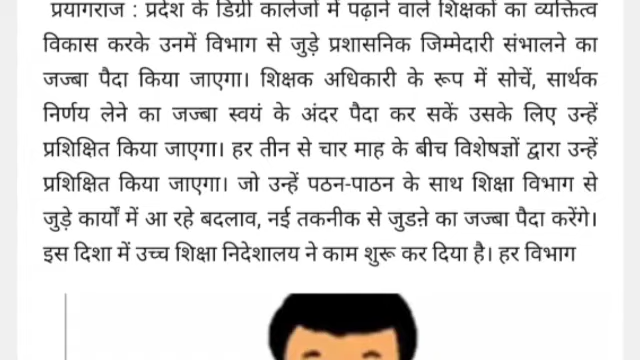 प्रयागराज : प्रदेश के डिग्री कालेजों में पढ़ाने वाले शिक्षकों का व्यक्तित्व
विकास करके उनमें विभाग से जुड़े प्रशासनिक जिम्मेदारी संभालने का
जज्बा पैदा किया जाएगा। शिक्षक अधिकारी के रूप में सोचें, सार्थक
निर्णय लेने का जज्बा स्वयं के अंदर पैदा कर सकें उसके लिए उन्हें
प्रशिक्षित किया जाएगा। हर तीन से चार माह के बीच विशेषज्ञों द्वारा उन्हें
प्रशिक्षित किया जाएगा। जो उन्हें पठन-पाठन के साथ शिक्षा विभाग से
जुड़े कार्यों में आ रहे बदलाव, नई तकनीक से जुडऩे का जज्बा पैदा करेंगे।
इस दिशा में उच्च शिक्षा निदेशालय ने काम शुरू कर दिया है। हर विभाग